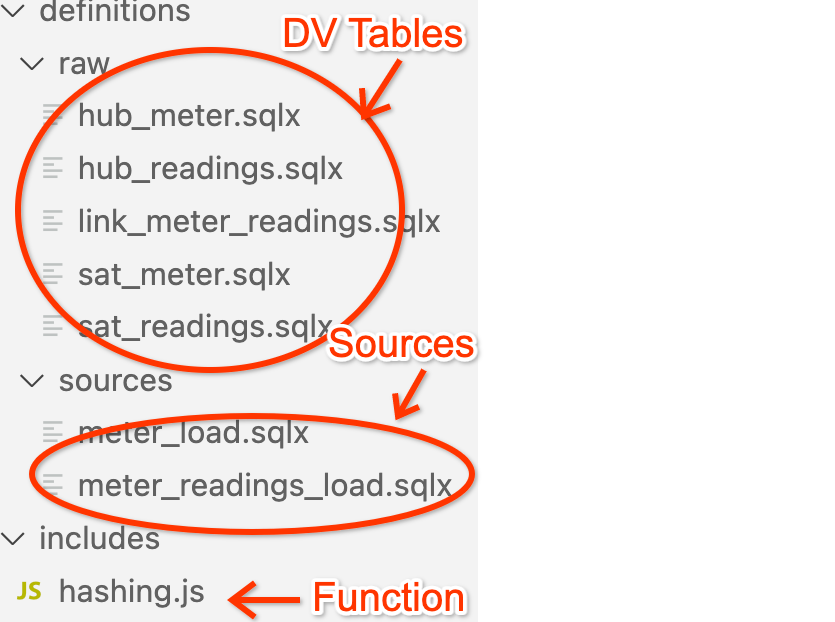 definitions
DV Tables
raw
hub_meter.sqlx
hub_readings.sqlx
link_meter_readings.sqlx
sat_meter.sqlx
sat_readings.sqlx
Sources
sources
meter_load.sqlx
meter_readings_load.sqlx
includes
JS hashing.js
Function